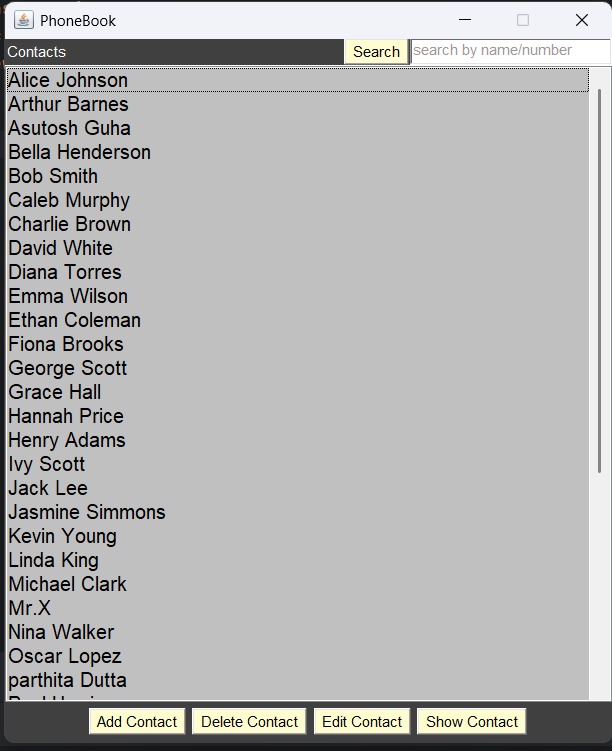 PhoneBook
Contacts Search search by name/number
Alice Johnson
Arthur Barnes
Asutosh Guha
Bella Henderson
Bob Smith
Caleb Murphy
Charlie Brown
David White
Diana Torres
Emma Wilson
Ethan Coleman
Fiona Brooks
George Scott
Grace Hall
Hannah Price
Henry Adams
Ivy Scott
Jack Lee
Jasmine Simmons
Kevin Young
Linda King
Michael Clark
Mr.X
Nina Walker
Oscar Lopez
parthita Dutta
Add Contact Delete Contact Edit Contact Show Contact